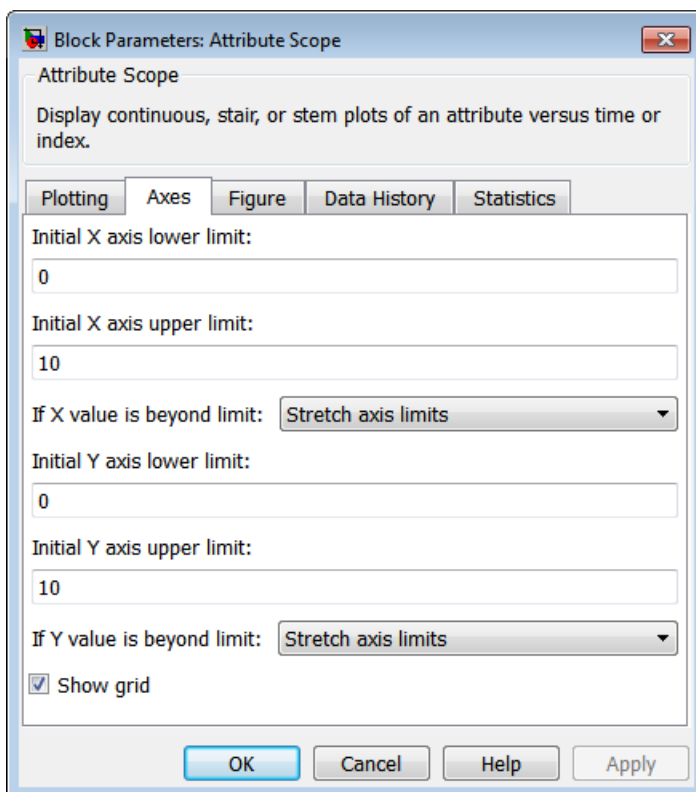 Block Parameters: Attribute Scope
Attribute Scope
Display continuous, stair, or stem plots of an attribute versus time or
index.
Plotting Axes Figure Data History Statistics
Initial X axis lower limit:
0
Initial X axis upper limit:
10
If X value is beyond limit: Stretch axis limits
Initial Y axis lower limit:
0
Initial Y axis upper limit:
10
If Y value is beyond limit: Stretch axis limits
Show grid
OK Cancel Help Apply